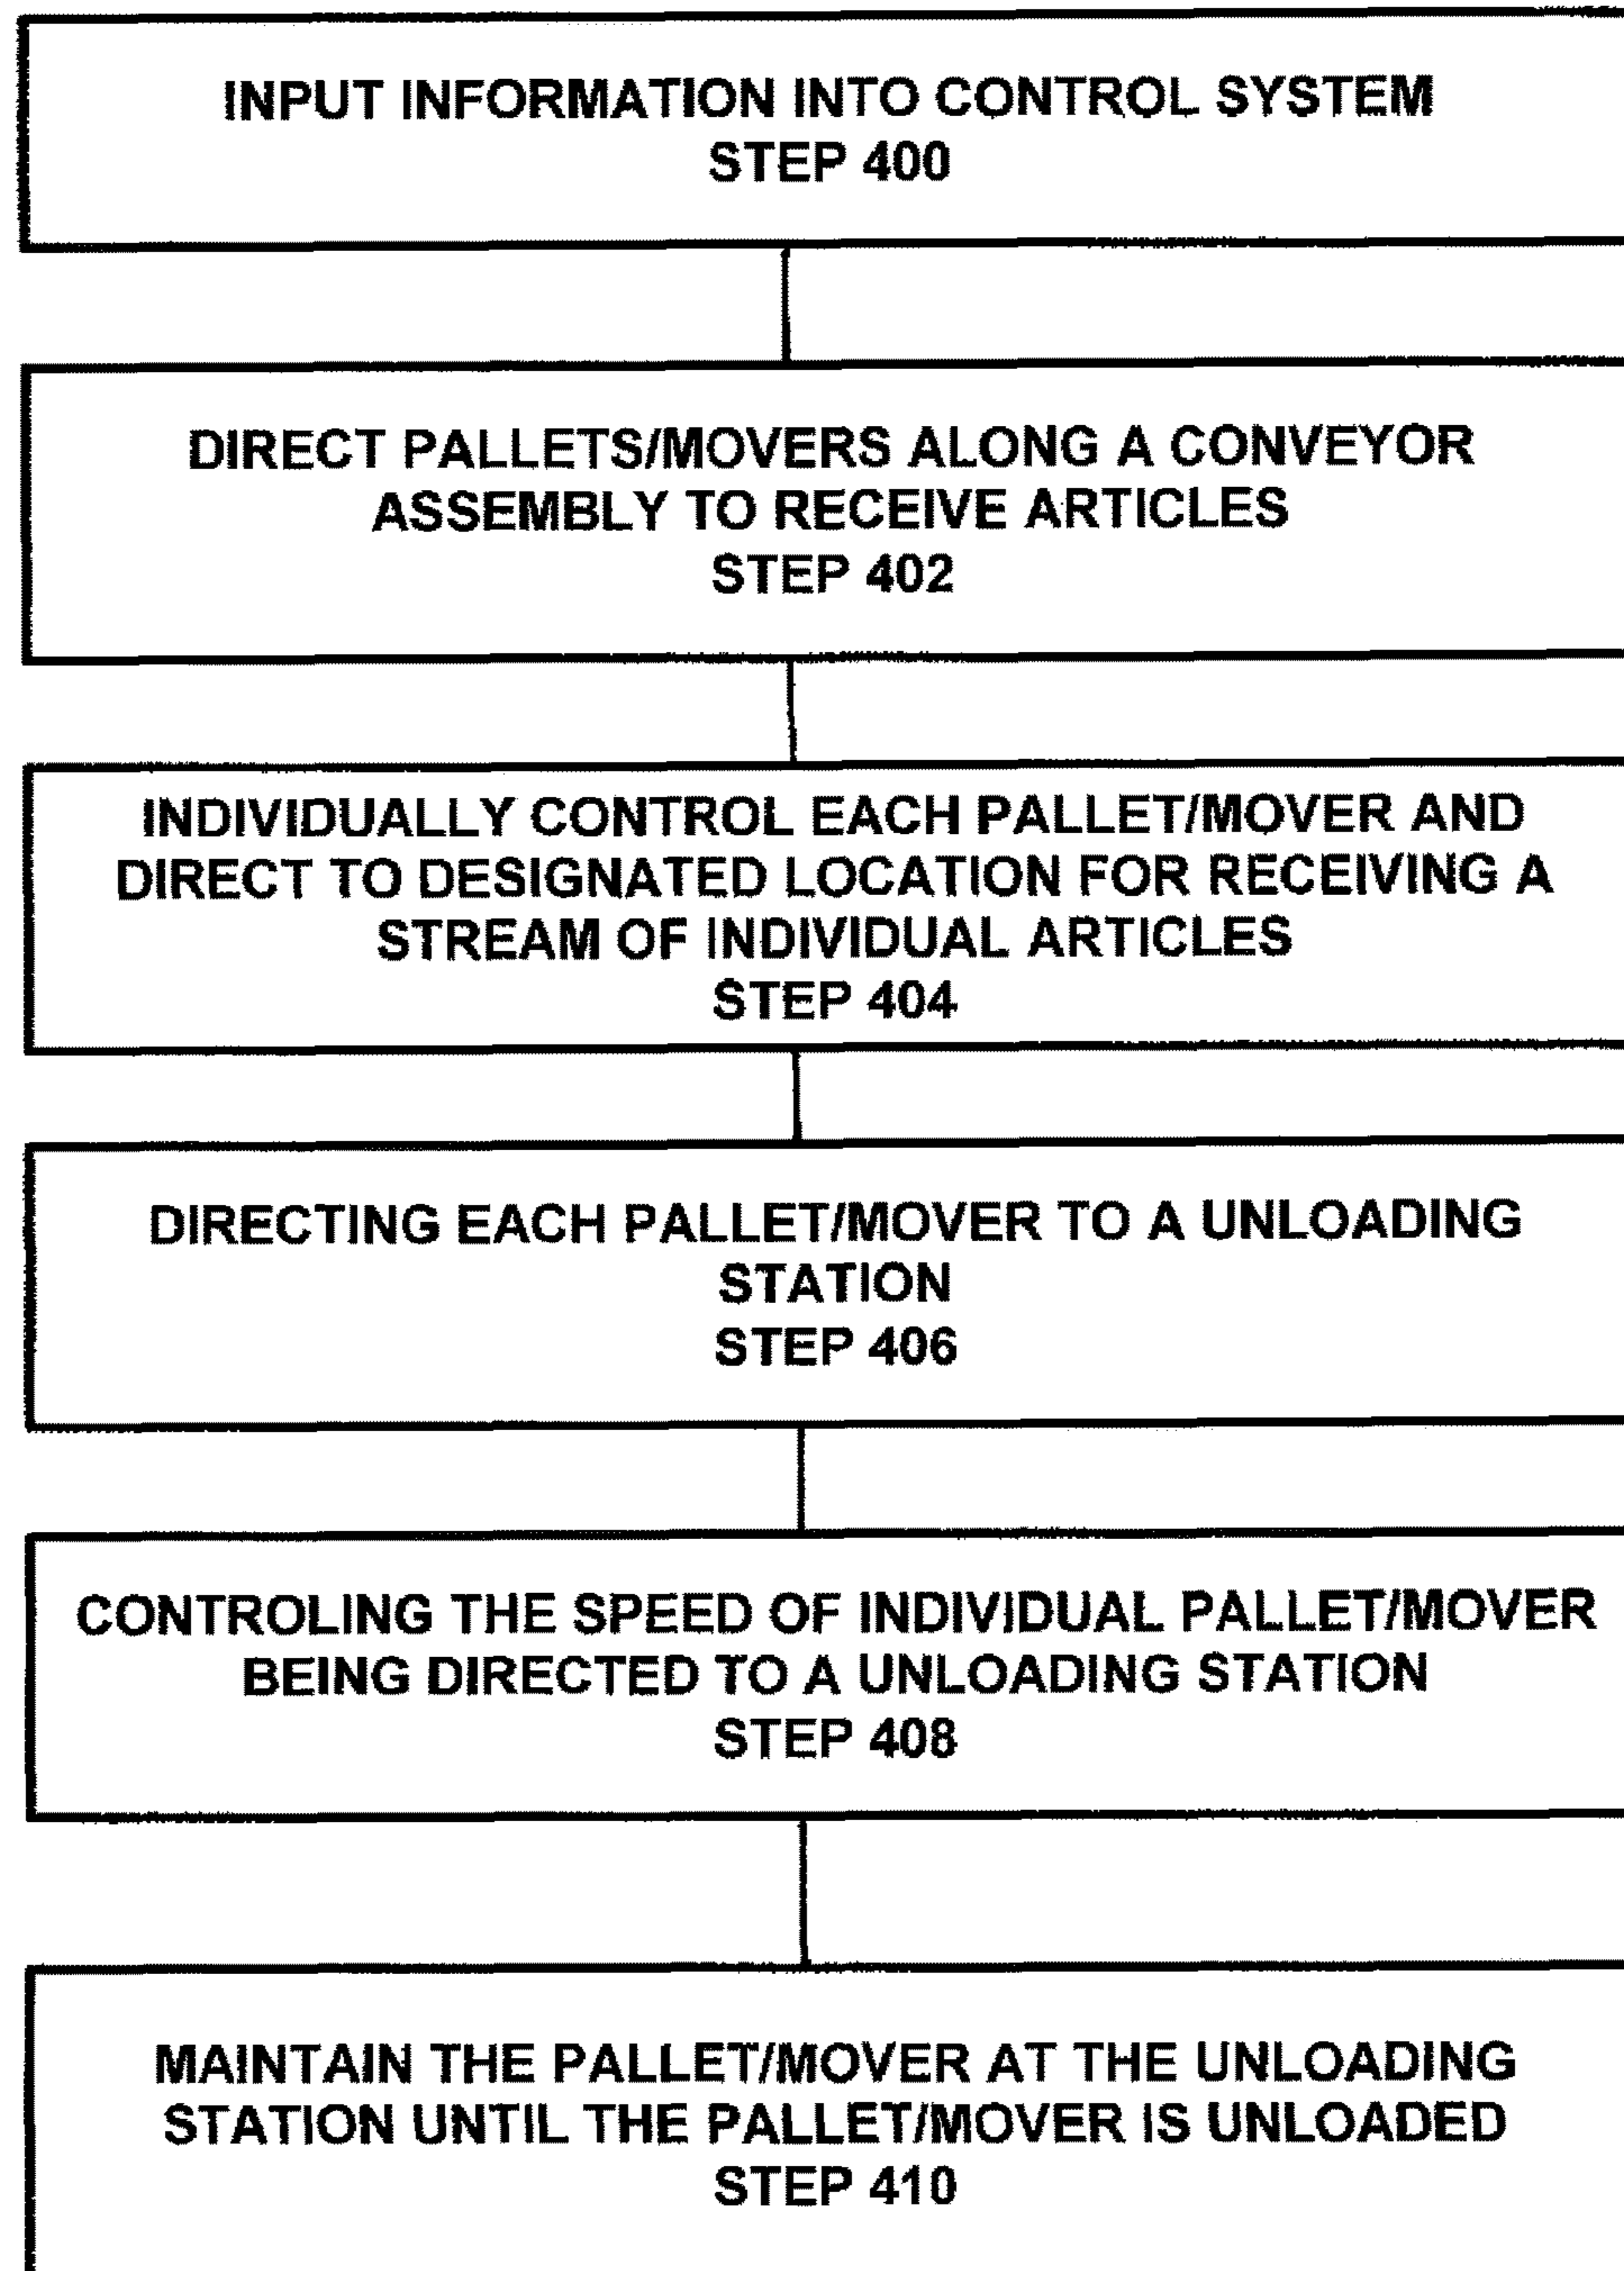 INPUT INFORMATION INTO CONTROL SYSTEM
STEP 400
DIRECT PALLETS/MOVERS ALONG A CONVEYOR
ASSEMBLY TO RECEIVE ARTICLES
STEP 402
INDIVIDUALLY CONTROL EACH PALLET/MOVER AND
DIRECT TO DESIGNATED LOCATION FOR RECEIVING A
STREAM OF INDIVIDUAL ARTICLES
STEP 404
DIRECTING EACH PALLET/MOVER TO A UNLOADING
STATION
STEP 406
CONTROLING THE SPEED OF INDIVIDUAL PALLET/MOVER
BEING DIRECTED TO A UNLOADING STATION
STEP 408
MAINTAIN THE PALLET/MOVER AT THE UNLOADING
STATION UNTIL THE PALLET/MOVER IS UNLOADED
STEP 410